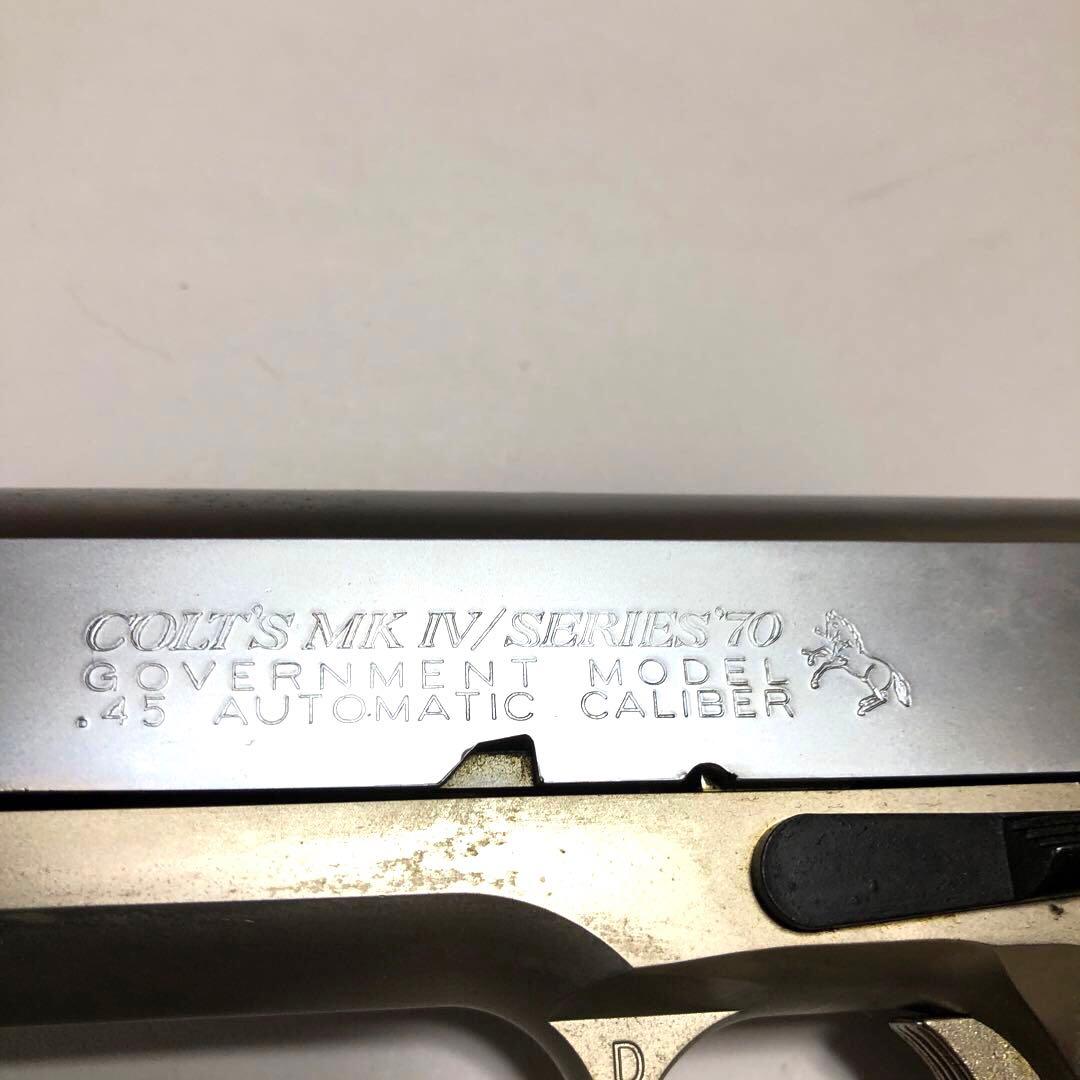 COLT'S MK IV/SERIES'70
GOVERNMENT MODEL
.45 AUTOMATIC CALIBER
D